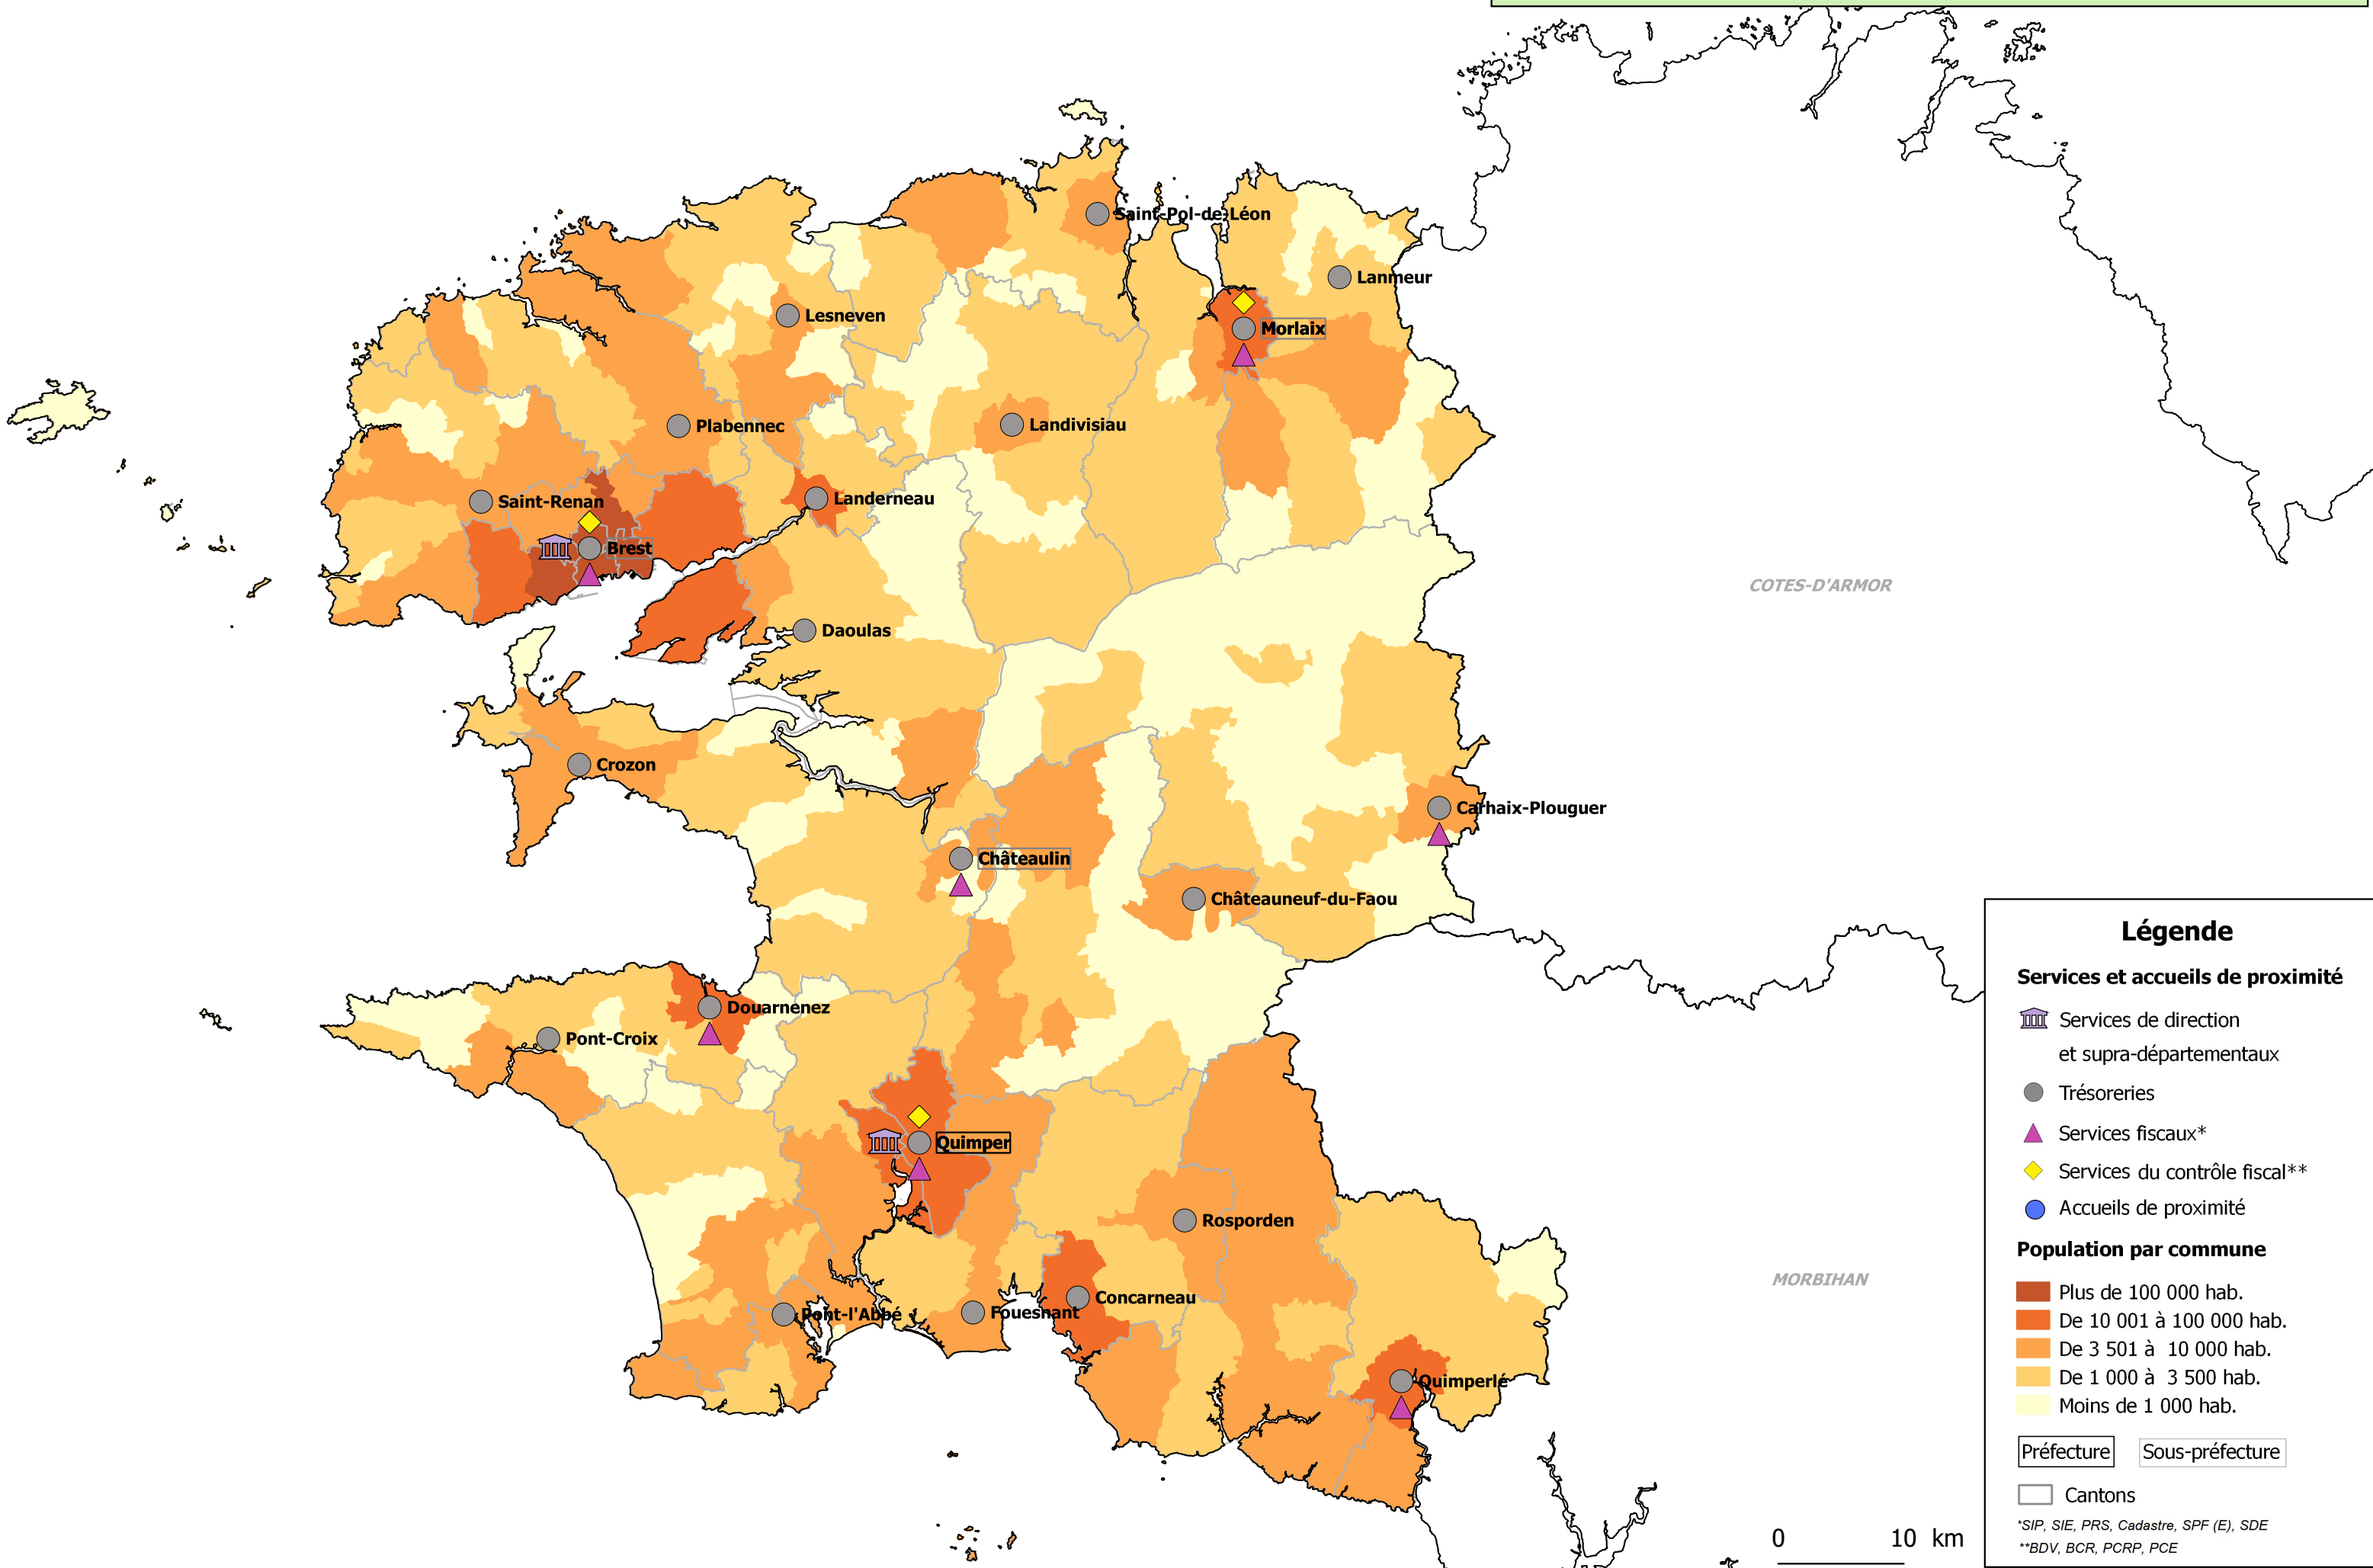 Saint-Pol-de-Léon
Lanmeur
Lesneven
Morlaix
Plabennec
Landivisiau
Saint-Renan
Landerneau
Brest
COTES-D'ARMOR
Daoulas
Crozon
Carhaix-Plouguer
Châteaulin
Châteauneuf-du-Faou
Douarnenez
Pont-Croix
Quimper
Rosporden
MORBIHAN
Concarneau
Pont-l'Abbé
Fouesnant
Quimperlé
Légende
Services et accueils de proximité
Services de direction
et supra-départementaux
Trésoreries
Services fiscaux*
Services du contrôle fiscal**
Accueils de proximité
Population par commune
Plus de 100 000 hab.
De 10 001 à 100 000 hab.
De 3 501 à 10 000 hab.
De 1 000 à 3 500 hab.
Moins de 1 000 hab.
Préfecture Sous-préfecture
Cantons
*SIP, SIE, PRS, Cadastre, SPF (E), SDE
**BDV, BCR, PCRP, PCE
0 10 km